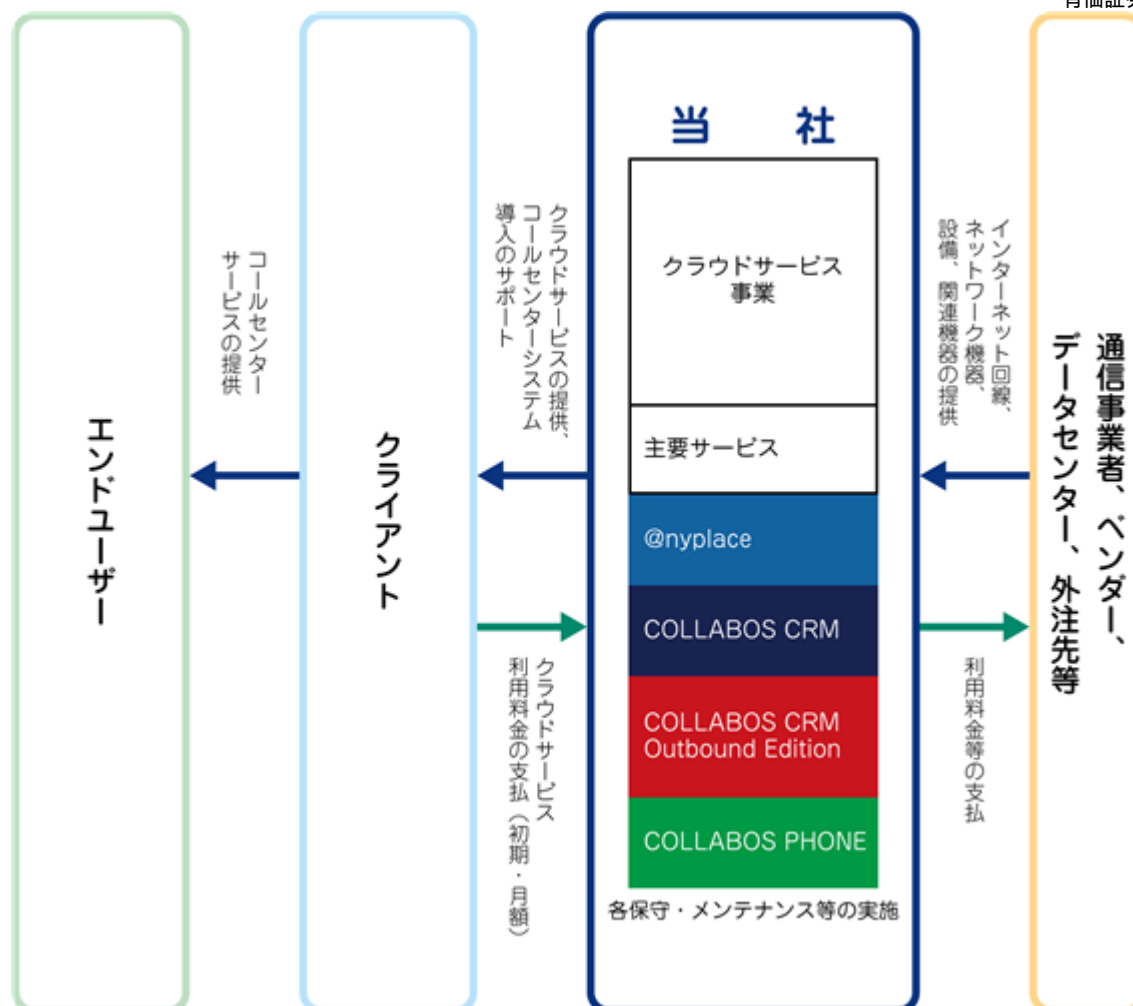 有価証券
当 社
クラウドサービス
事業
主要サービス
@nyplace
COLLABOS CRM
COLLABOS CRM
Outbound Edition
COLLABOS PHONE
各保守・メンテナンス等の実施
エンドユーザー
コールセンター
サービスの提供
クライアント
クラウドサービスの提供、
コールセンターシステム
導入のサポート
クラウドサービス
利用料金の支払（初期・月額）
インターネット回線、
ネットワーク機器、
設備、関連機器の提供
利用料金等の支払
通信事業者、ベンダー、
データセンター、外注先等